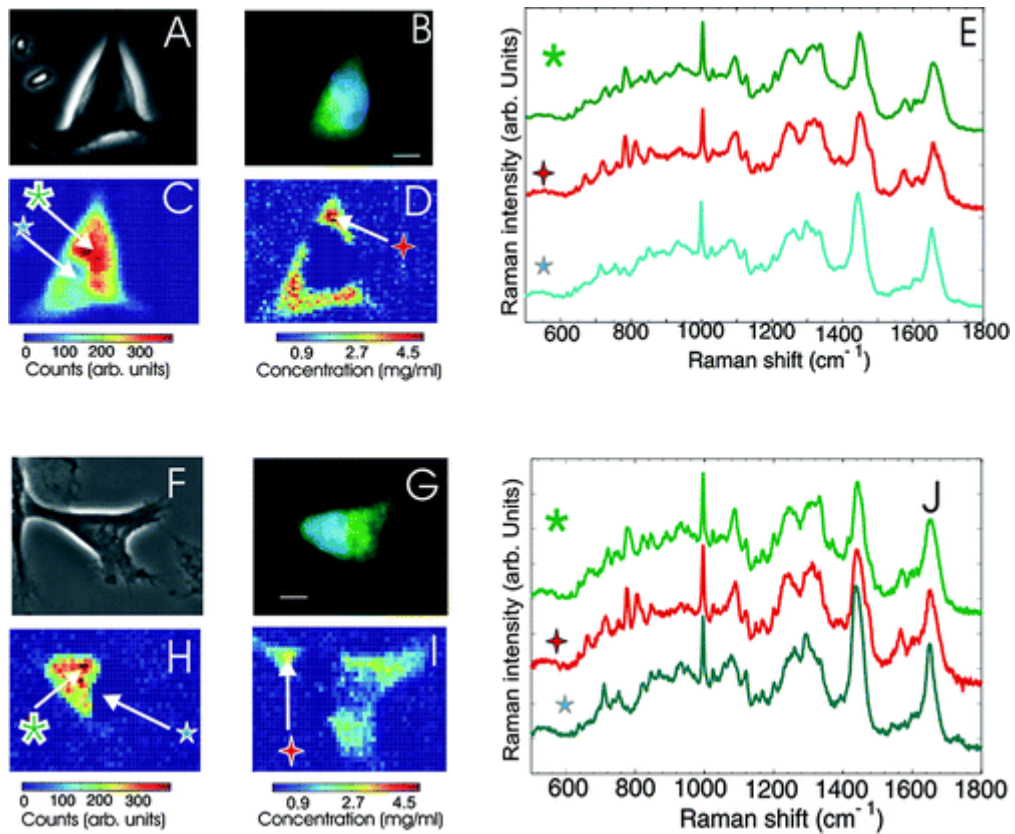 A
B
E
Raman intensity (arb. Units)
600 800 1000 1200 1400 1600 1800
Raman shift (cm-1)
C
D
0 100 200 300
Counts (arb. units)
0.9 2.7 4.5
Concentration (mg/ml)
F
G
J
Raman intensity (arb. Units)
600 800 1000 1200 1400 1600 1800
Raman shift (cm-1)
H
I
0 100 200 300
Counts (arb. units)
0.9 2.7 4.5
Concentration (mg/ml)